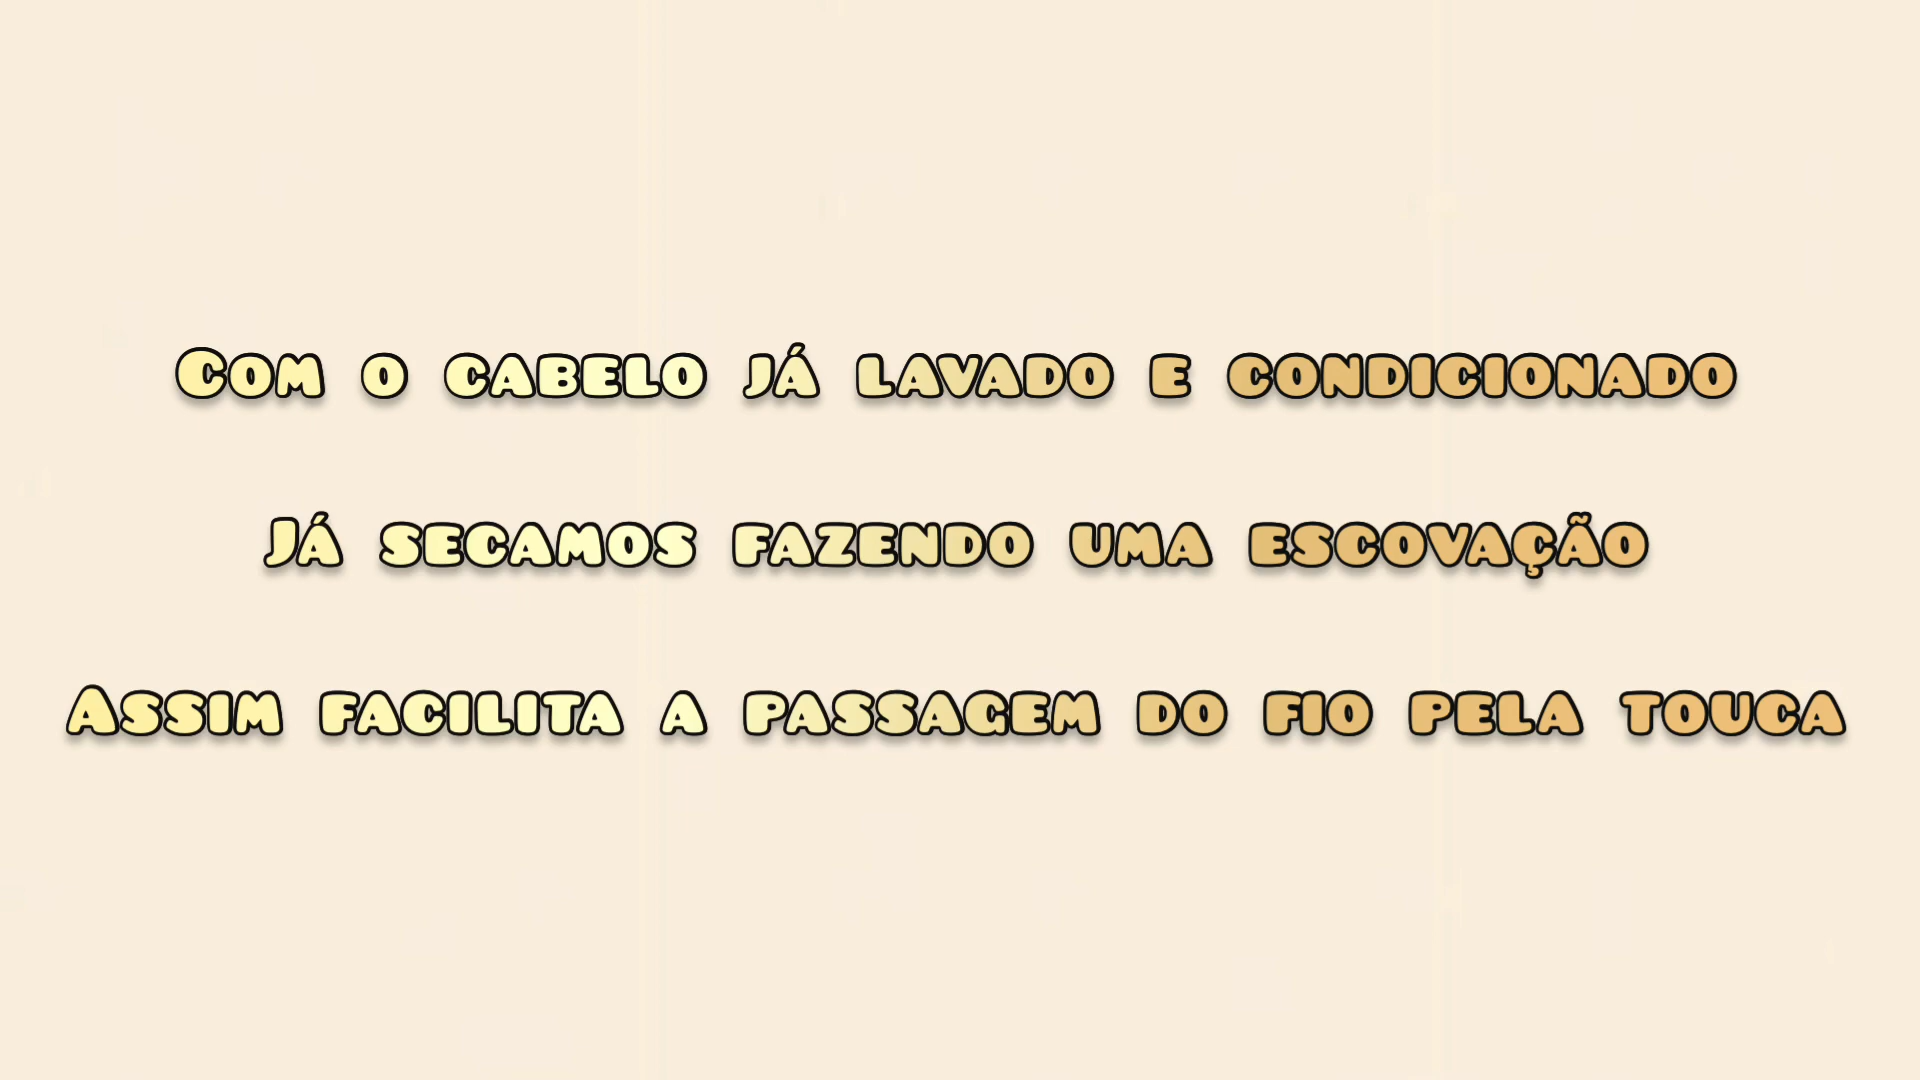 Com o cabelo já lavado e condicionado
Já secamos fazendo uma escovação
Assim facilita a passagem do fio pela touca